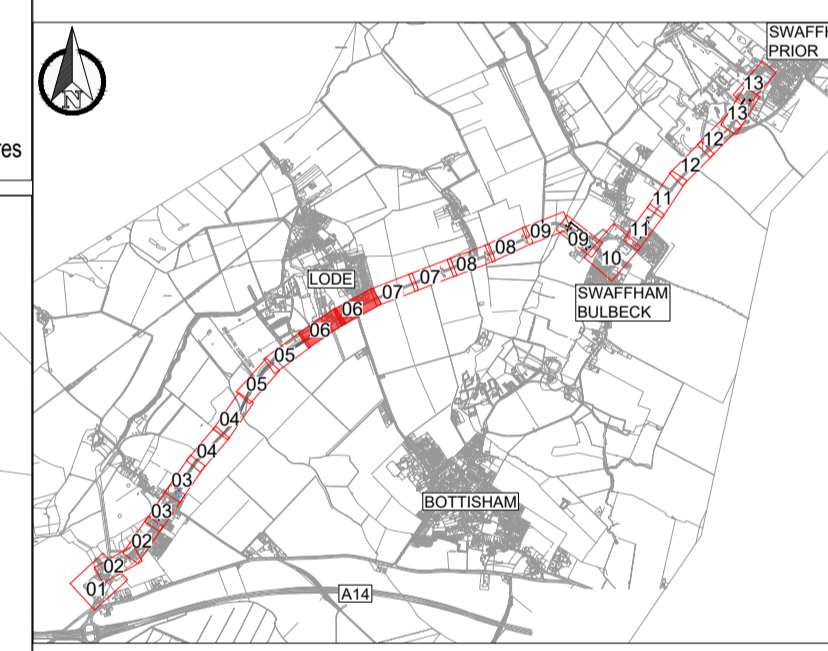 SWAFFH
PRIOR
N
res
13
13
12
12
11
11
10
09
09
08
08
07
07
06
06
LODE
SWAFFHAM
BULBECK
05
05
04
04
03
03
02
02
01
BOTTISHAM
A14